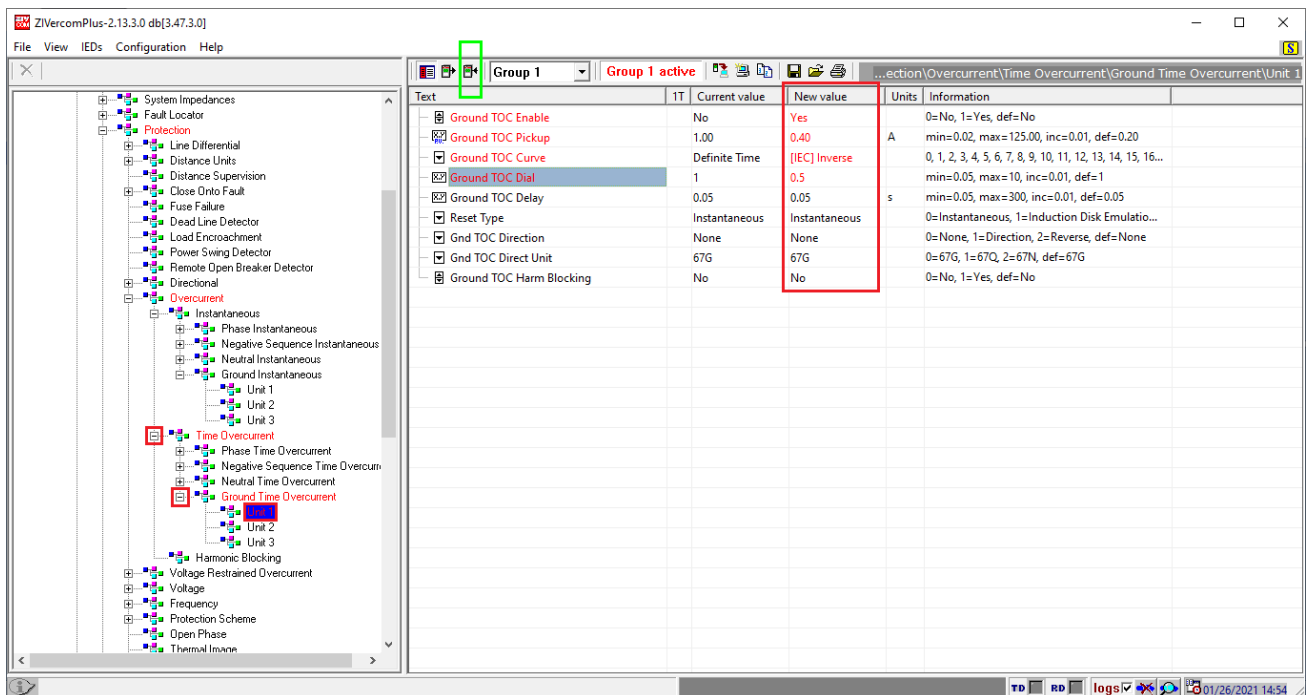 ZIVercomPlus-2.13.3.0 db[3.47.3.0]
File View IEDs Configuration Help
S
Group 1
Group 1 active
...ection\Overcurrent\Time Overcurrent\Ground Time Overcurrent\Unit 1
System Impedances
Fault Locator
Protection
Line Differential
Distance Units
Distance Supervision
Close Onto Fault
Fuse Failure
Dead Line Detector
Load Encroachment
Power Swing Detector
Remote Open Breaker Detector
Directional
Overcurrent
Instantaneous
Phase Instantaneous
Negative Sequence Instantaneous
Neutral Instantaneous
Ground Instantaneous
Unit 1
Unit 2
Unit 3
Time Overcurrent
Phase Time Overcurrent
Negative Sequence Time Overcurre
Neutral Time Overcurrent
Ground Time Overcurrent
Unit 1
Unit 2
Unit 3
Harmonic Blocking
Voltage Restrained Overcurrent
Voltage
Frequency
Protection Scheme
Open Phase
Thermal Image
Text 1T Current value New value Units Information
Ground TOC Enable No Yes 0=No, 1=Yes, def=No
Ground TOC Pickup 1.00 0.40 A min=0.02, max=125.00, inc=0.01, def=0.20
Ground TOC Curve Definite Time [IEC] Inverse 0, 1, 2, 3, 4, 5, 6, 7, 8, 9, 10, 11, 12, 13, 14, 15, 16...
Ground TOC Dial 1 0.5 min=0.05, max=10, inc=0.01, def=1
Ground TOC Delay 0.05 0.05 s min=0.05, max=300, inc=0.01, def=0.05
Reset Type Instantaneous Instantaneous 0=Instantaneous, 1=Induction Disk Emulatio...
Gnd TOC Direction None None 0=None, 1=Direction, 2=Reverse, def=None
Gnd TOC Direct Unit 67G 67G 0=67G, 1=67Q, 2=67N, def=67G
Ground TOC Harm Blocking No No 0=No, 1=Yes, def=No
TD RD logs 01/26/2021 14:54